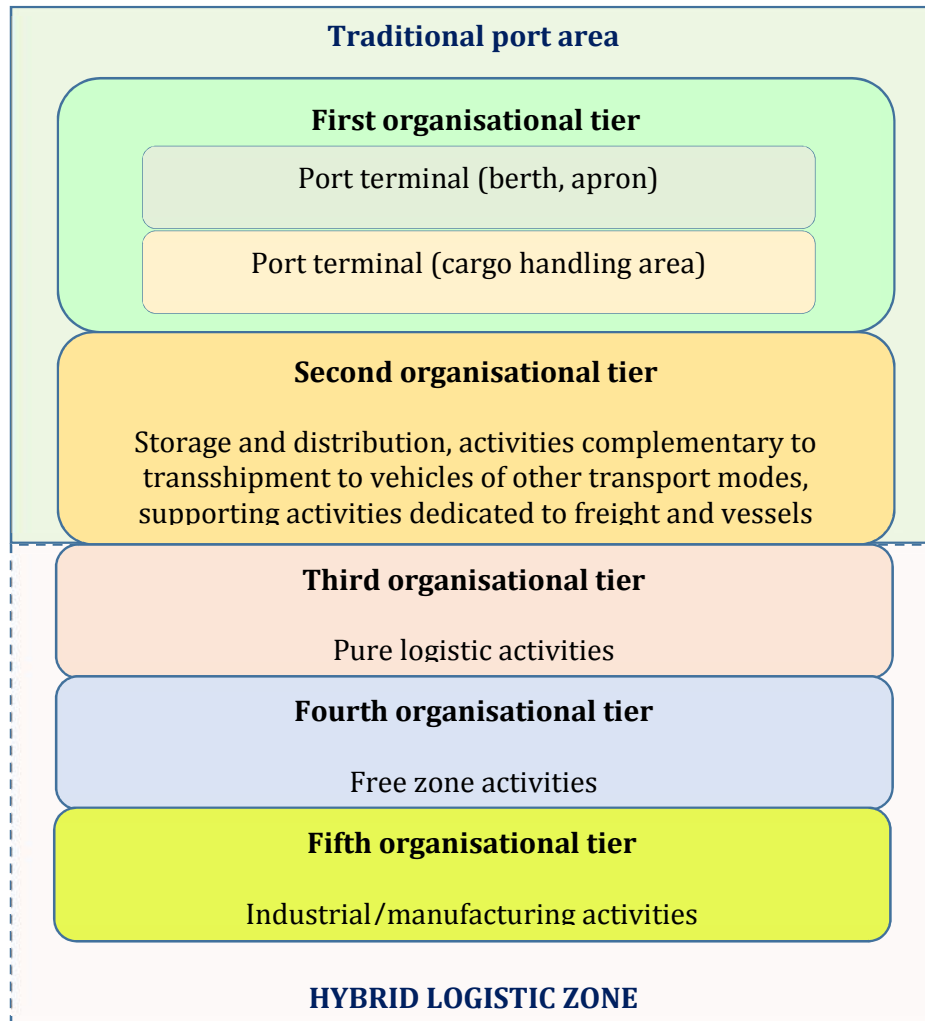 Traditional port area
First organisational tier
Port terminal (berth, apron)
Port terminal (cargo handling area)
Second organisational tier
Storage and distribution, activities complementary to
transshipment to vehicles of other transport modes,
supporting activities dedicated to freight and vessels
Third organisational tier
Pure logistic activities
Fourth organisational tier
Free zone activities
Fifth organisational tier
Industrial/manufacturing activities
HYBRID LOGISTIC ZONE